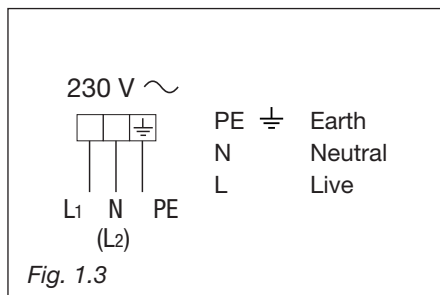 230 V ~
L1 N PE
(L2)
PE ⏚ Earth
N Neutral
L Live
Fig. 1.3